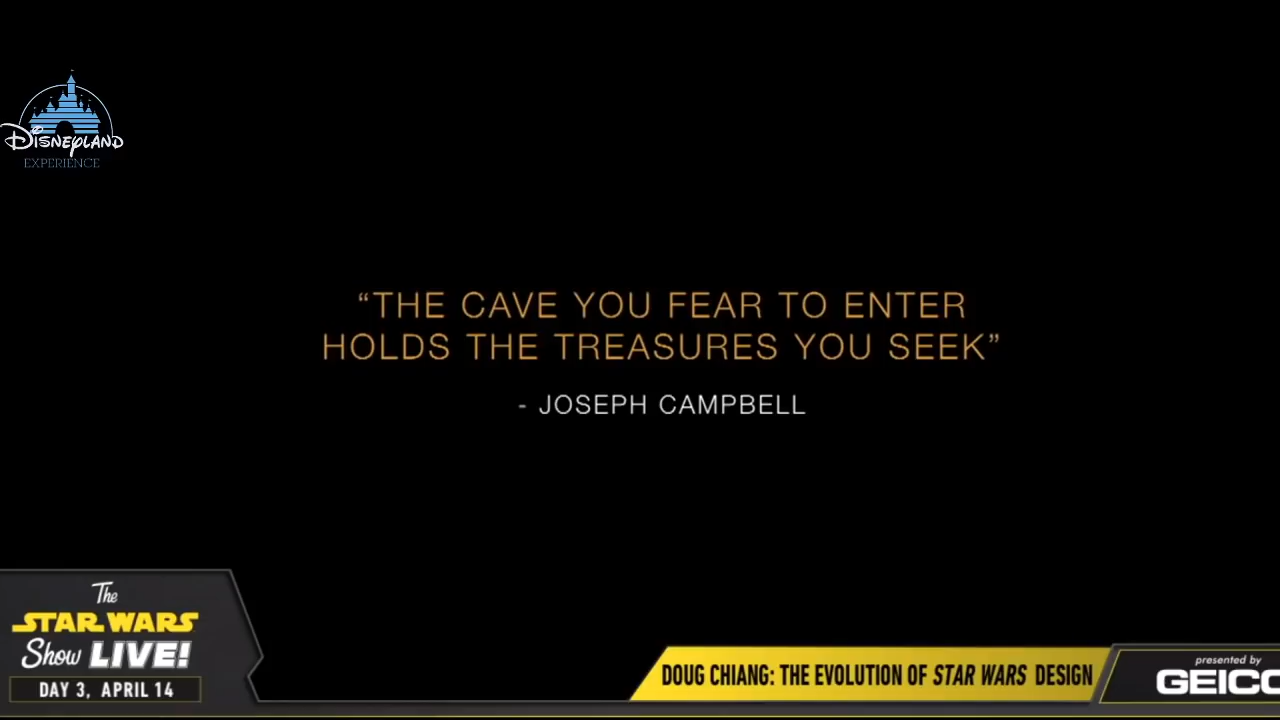 DISNEYLAND
EXPERIENCE
“THE CAVE YOU FEAR TO ENTER
HOLDS THE TREASURES YOU SEEK”
- JOSEPH CAMPBELL
The
STAR WARS
Show LIVE!
DAY 3, APRIL 14
DOUG CHIANG: THE EVOLUTION OF STAR WARS DESIGN
presented by
GEICO